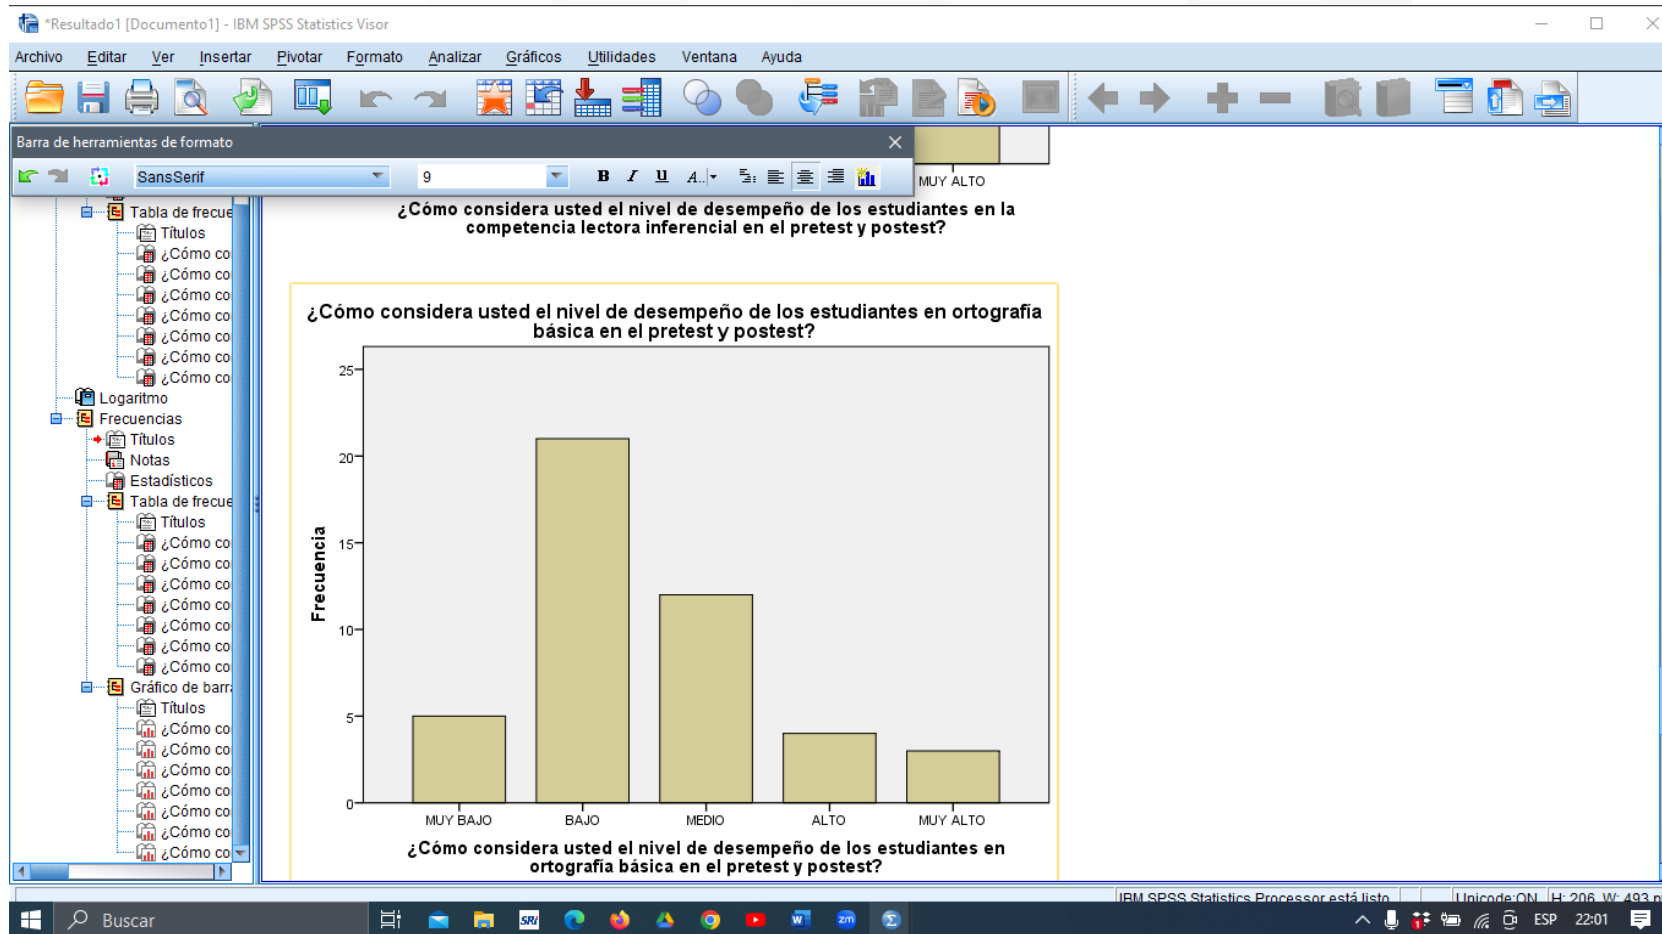 *Resultado1 [Documento1] - IBM SPSS Statistics Visor
Archivo Editar Ver Insertar Pivotar Formato Analizar Gráficos Utilidades Ventana Ayuda
Barra de herramientas de formato
SansSerif 9 B I U A..
Tabla de frecue
Títulos
¿Cómo co
¿Cómo co
¿Cómo co
¿Cómo co
¿Cómo co
¿Cómo co
¿Cómo co
Logaritmo
Frecuencias
Títulos
Notas
Estadísticos
Tabla de frecue
Títulos
¿Cómo co
¿Cómo co
¿Cómo co
¿Cómo co
¿Cómo co
¿Cómo co
¿Cómo co
Gráfico de barra
Títulos
¿Cómo co
¿Cómo co
¿Cómo co
¿Cómo co
¿Cómo co
¿Cómo co
¿Cómo co
MUY ALTO
¿Cómo considera usted el nivel de desempeño de los estudiantes en la
competencia lectora inferencial en el pretest y postest?
¿Cómo considera usted el nivel de desempeño de los estudiantes en ortografía
básica en el pretest y postest?
25
20
15
10
5
0
Frecuencia
MUY BAJO BAJO MEDIO ALTO MUY ALTO
¿Cómo considera usted el nivel de desempeño de los estudiantes en
ortografía básica en el pretest y postest?
IBM SPSS Statistics Processor está listo Unicode:ON H: 206, W: 493 p
Buscar SRi W zm Σ ESP 22:01